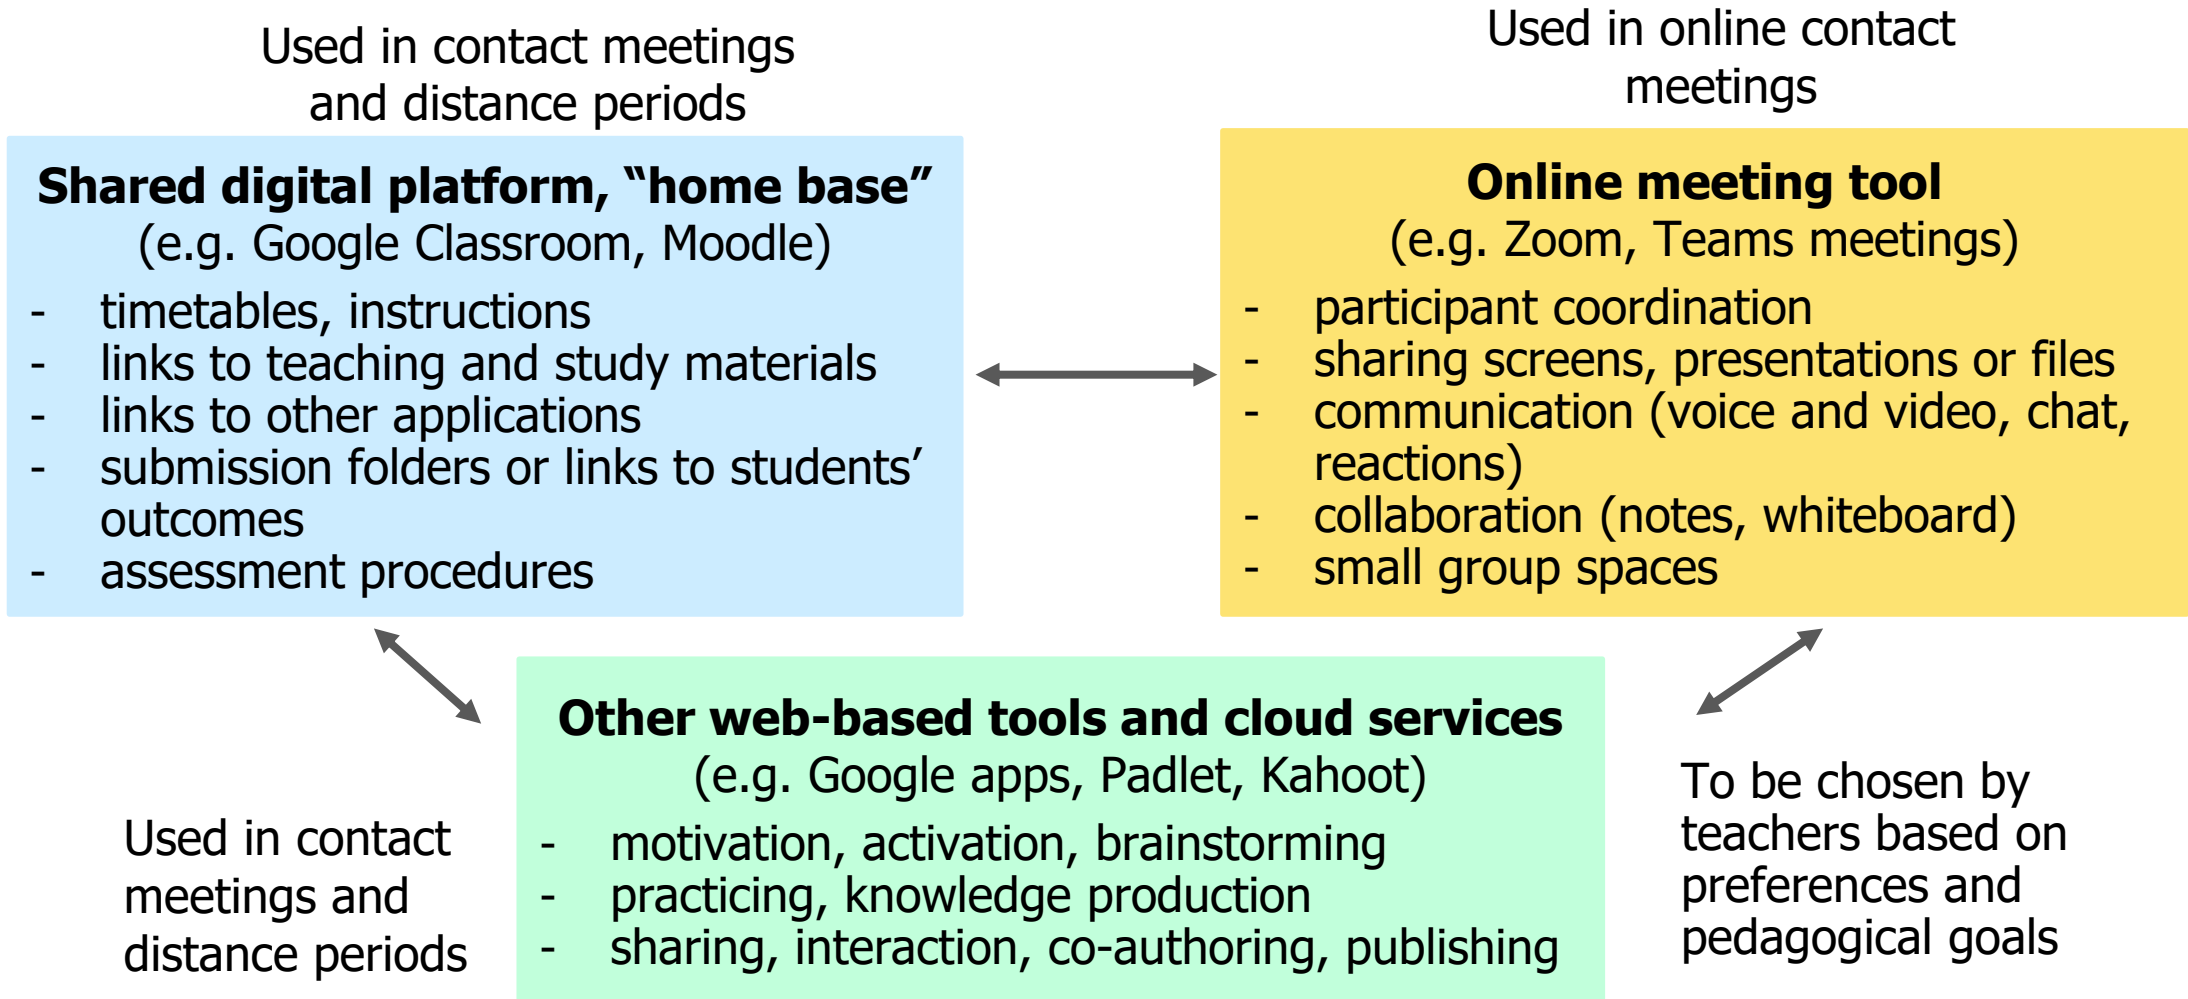 Used in contact meetings
and distance periods
Shared digital platform, “home base”
(e.g. Google Classroom, Moodle)
- timetables, instructions
- links to teaching and study materials
- links to other applications
- submission folders or links to students’
outcomes
- assessment procedures
Used in online contact
meetings
Online meeting tool
(e.g. Zoom, Teams meetings)
- participant coordination
- sharing screens, presentations or files
- communication (voice and video, chat,
reactions)
- collaboration (notes, whiteboard)
- small group spaces
Used in contact
meetings and
distance periods
Other web-based tools and cloud services
(e.g. Google apps, Padlet, Kahoot)
- motivation, activation, brainstorming
- practicing, knowledge production
- sharing, interaction, co-authoring, publishing
To be chosen by
teachers based on
preferences and
pedagogical goals